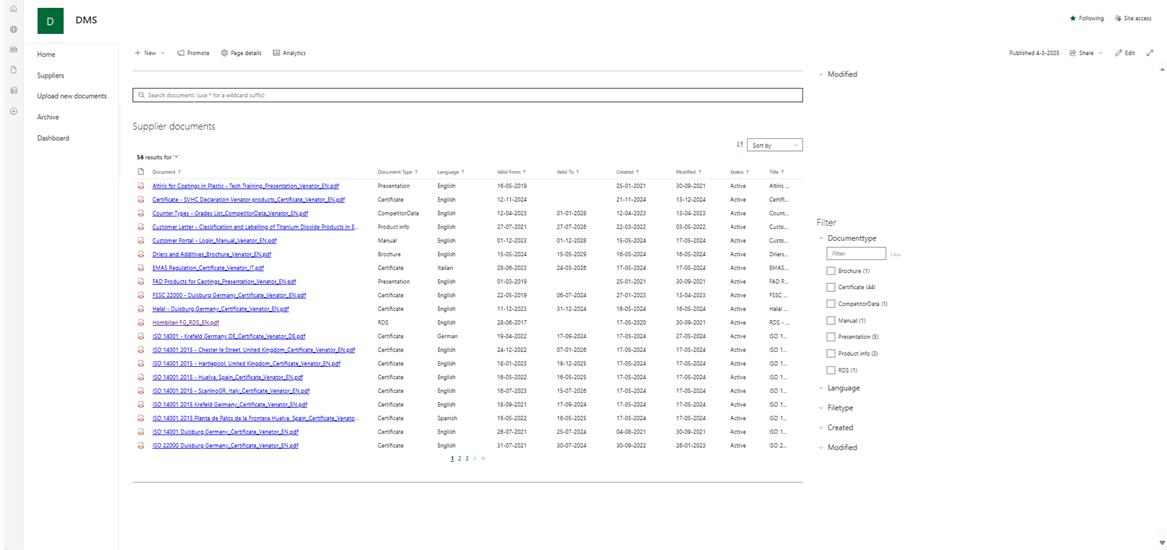 D DMS
Following Site access
Home
Suppliers
Upload new documents
Archive
Dashboard
New Promote Page details Analytics
Published 4-3-2025 Share Edit
Search documents (use * for a wildcard suffix)
Supplier documents
Sort by
56 results for '*'
Document Document Type Language Valid From Valid To Created Modified Status Title
Altiris for Coatings in Plastic - Tech Training_Presentation_Venator_EN.pdf Presentation English 16-05-2019 25-01-2021 30-09-2021 Active Altiris ...
Certificate - SVHC Declaration Venator products_Certificate_Venator_EN.pdf Certificate English 12-11-2024 21-11-2024 13-12-2024 Active Certifi...
Counter Types - Grades List_CompetitorData_Venator_EN.pdf CompetitorData English 12-04-2023 01-01-2028 12-04-2023 13-04-2023 Active Count...
Customer Letter - Classification and Labelling of Titanium Dioxide Products in E... Product info English 27-07-2021 27-07-2026 22-03-2022 03-05-2022 Active Custo...
Customer Portal - Login_Manual_Venator_EN.pdf Manual English 01-12-2023 01-12-2028 15-05-2024 17-05-2024 Active Custo...
Driers and Additives_Brochure_Venator_EN.pdf Brochure English 15-05-2024 15-05-2029 16-05-2024 16-05-2024 Active Driers...
EMAS Regulation_Certificate_Venator_IT.pdf Certificate Italian 28-06-2023 24-03-2026 17-05-2024 17-05-2024 Active EMAS...
FAD Products for Caotings_Presentation_Venator_EN.pdf Presentation English 01-03-2019 25-01-2021 30-09-2021 Active FAD P...
FSSC 22000 - Duisburg Germany_Certificate_Venator_EN.pdf Certificate English 22-05-2019 06-07-2024 27-01-2023 13-04-2023 Active FSSC ...
Halal - Duisburg Germany_Certificate_Venator_EN.pdf Certificate English 11-12-2023 31-12-2024 16-05-2024 16-05-2024 Active Halal ...
Hombitan FG_RDS_EN.pdf RDS English 28-06-2017 17-05-2020 30-09-2021 Active RDS - ...
ISO 14001 - Krefeld Germany DE_Certificate_Venator_DE.pdf Certificate German 19-04-2022 17-09-2024 17-05-2024 17-05-2024 Active ISO 1...
ISO 14001 2015 - Chester le Street, United Kingdom_Certificate_Venator_EN.pdf Certificate English 24-12-2022 07-01-2026 17-05-2024 27-05-2024 Active ISO 1...
ISO 14001 2015 - Hartlepool, United Kingdom_Certificate_Venator_EN.pdf Certificate English 18-01-2023 19-12-2025 17-05-2024 17-05-2024 Active ISO 1...
ISO 14001 2015 - Huelva, Spain_Certificate_Venator_EN.pdf Certificate English 16-05-2022 16-05-2025 17-05-2024 17-05-2024 Active ISO 1...
ISO 14001 2015 - ScarlinoGR, Italy_Certificate_Venator_EN.pdf Certificate English 16-07-2023 15-07-2026 17-05-2024 17-05-2024 Active ISO 1...
ISO 14001 2015 Krefeld Germany_Certificate_Venator_EN.pdf Certificate English 18-09-2021 17-09-2024 17-05-2024 17-05-2024 Active ISO 1...
ISO 14001 2015 Planta de Palos de la Frontera Huelva, Spain_Certificate_Venato... Certificate Spanish 16-05-2022 16-05-2025 17-05-2024 17-05-2024 Active ISO 1...
ISO 14001 Duisburg Germany_Certificate_Venator_EN.pdf Certificate English 26-07-2021 25-07-2024 04-08-2021 30-09-2021 Active ISO 1...
ISO 22000 Duisburg Germany_Certificate_Venator_EN.pdf Certificate English 31-07-2021 30-07-2024 30-09-2022 26-01-2023 Active ISO 2...
1 2 3 > »
Modified
Filter
Documenttype
Filter Clear
Brochure (1)
Certificate (44)
CompetitorData (1)
Manual (1)
Presentation (5)
Product info (3)
RDS (1)
Language
Filetype
Created
Modified